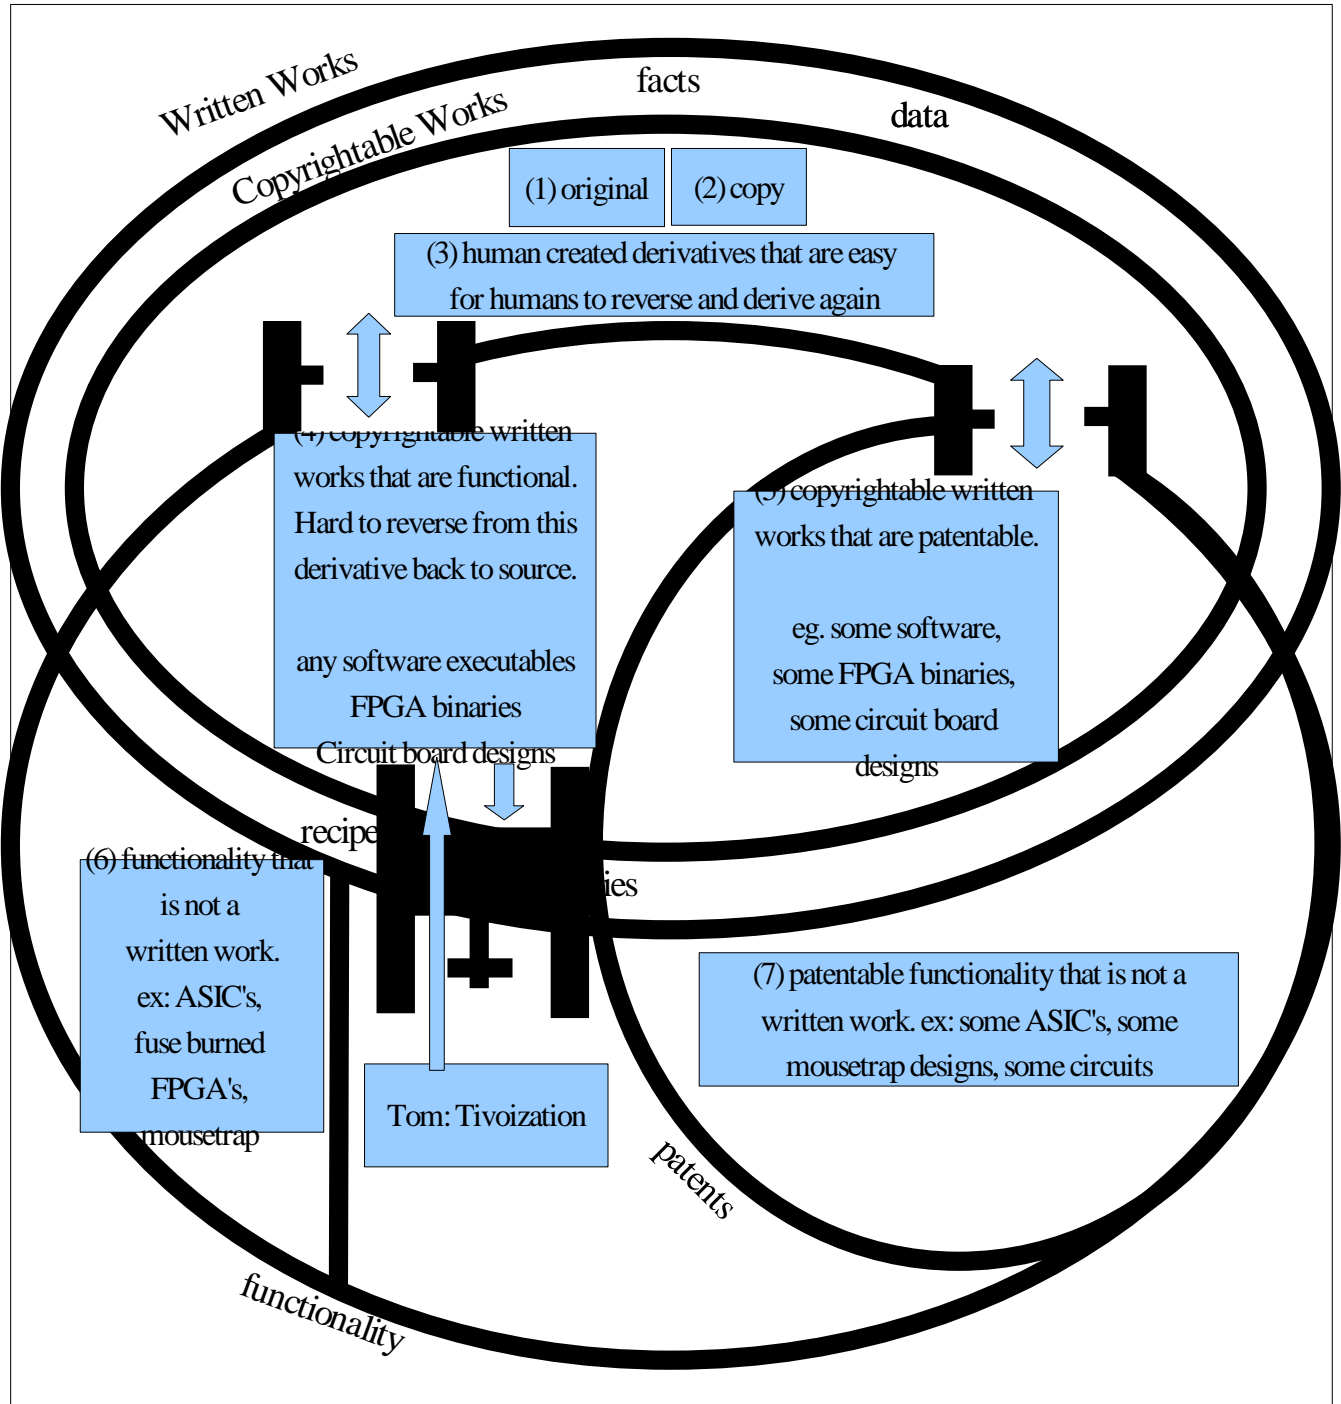 Written Works
facts
data
Copyrightable Works
(1) original
(2) copy
(3) human created derivatives that are easy
for humans to reverse and derive again
(4) copyrightable written
works that are functional.
Hard to reverse from this
derivative back to source.
any software executables
FPGA binaries
Circuit board designs
(5) copyrightable written
works that are patentable.
eg. some software,
some FPGA binaries,
some circuit board
designs
recipe
ies
(6) functionality that
is not a
written work.
ex: ASIC's,
fuse burned
FPGA's,
mousetrap
(7) patentable functionality that is not a
written work. ex: some ASIC's, some
mousetrap designs, some circuits
Tom: Tivoization
patents
functionality